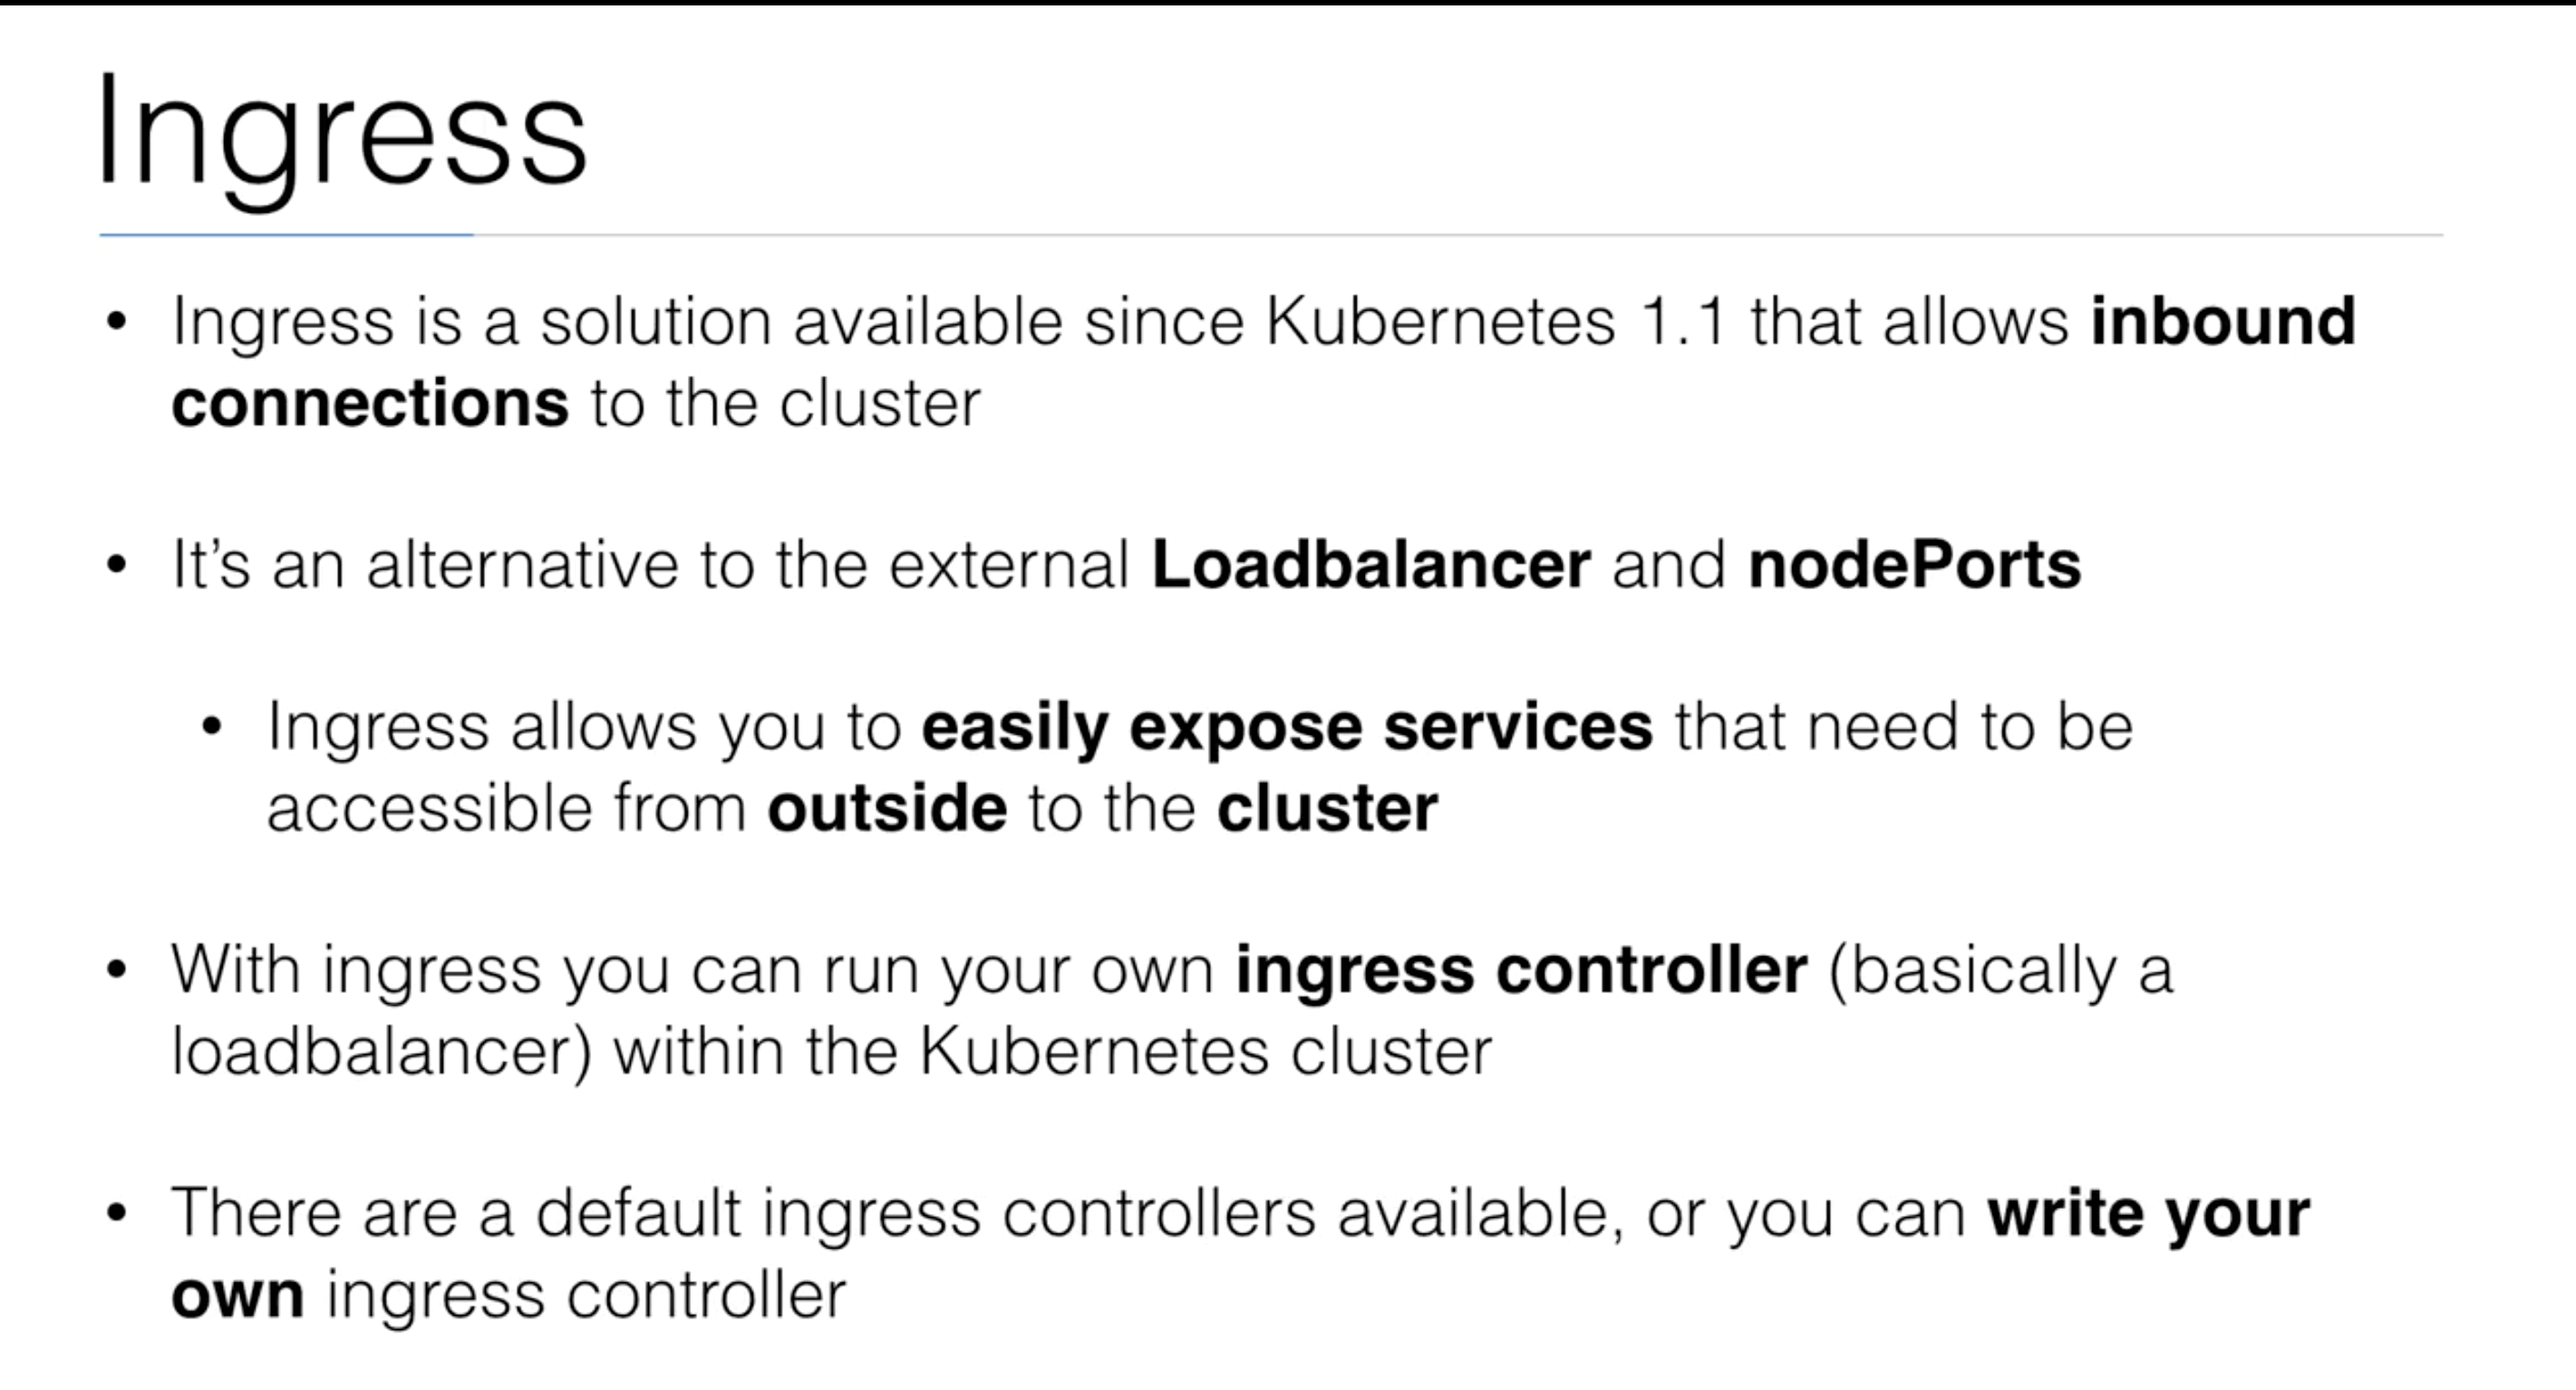 Ingress
• Ingress is a solution available since Kubernetes 1.1 that allows inbound
connections to the cluster
• It's an alternative to the external Loadbalancer and nodePorts
• Ingress allows you to easily expose services that need to be
accessible from outside to the cluster
• With ingress you can run your own ingress controller (basically a
loadbalancer) within the Kubernetes cluster
• There are a default ingress controllers available, or you can write your
own ingress controller